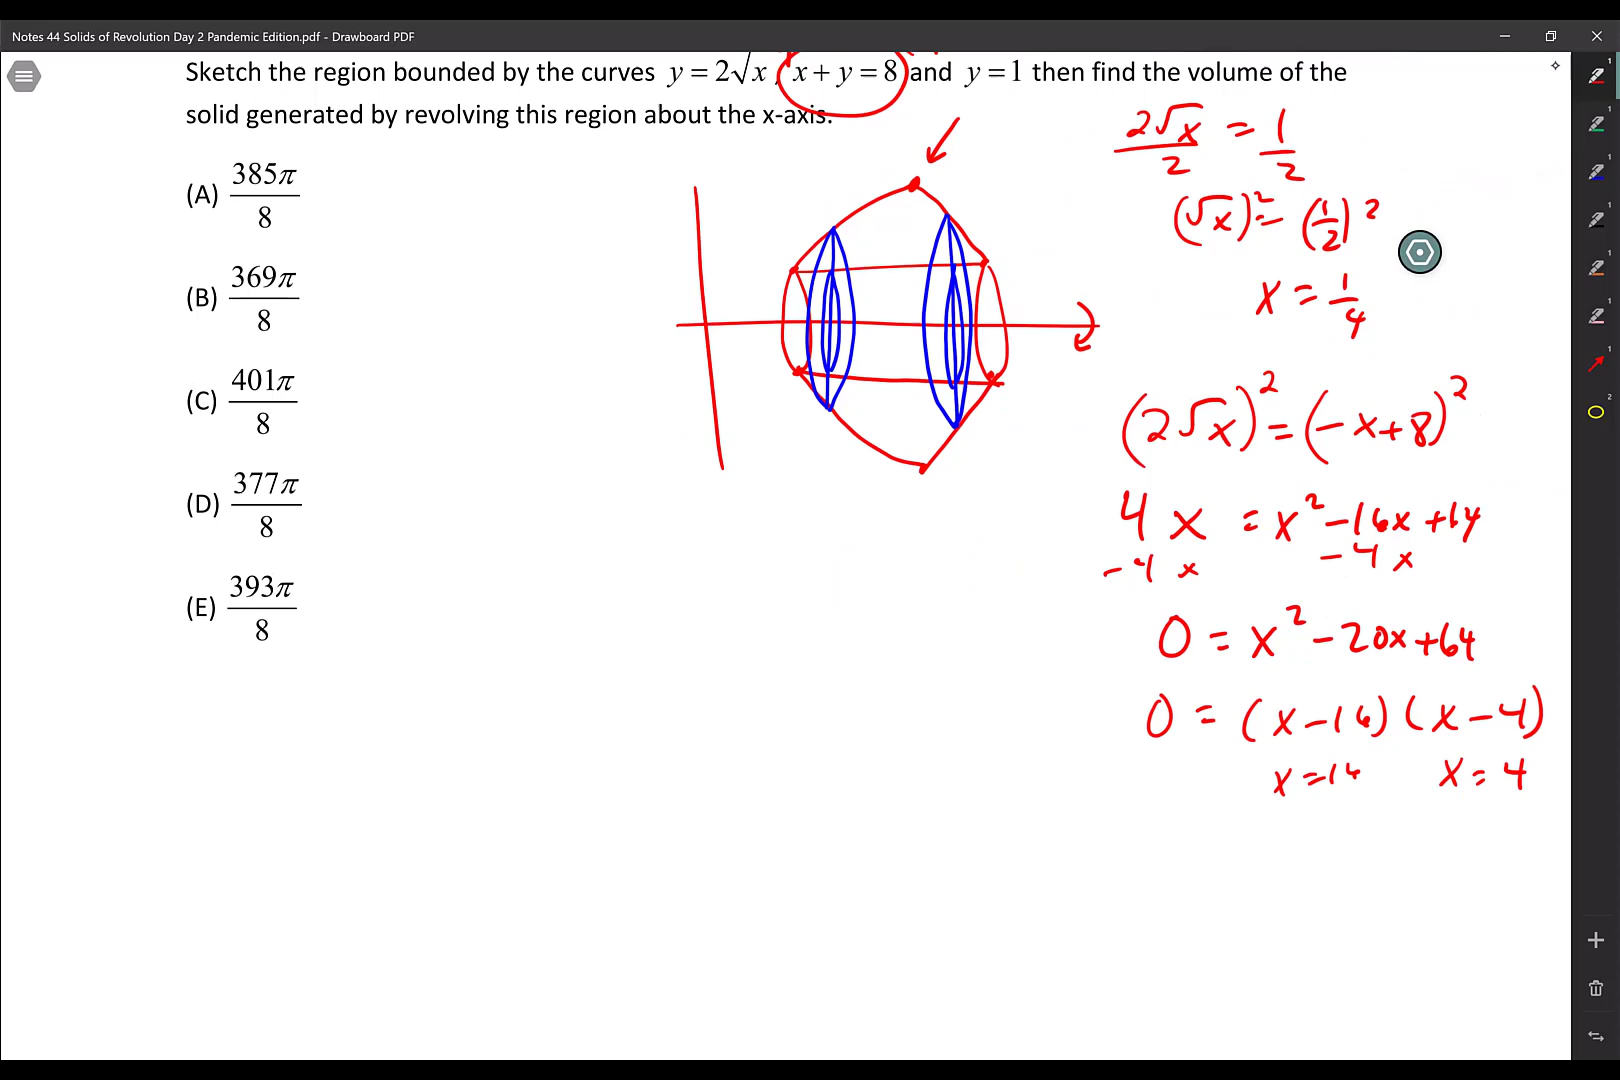 Notes 44 Solids of Revolution Day 2 Pandemic Edition.pdf - Drawboard PDF
Sketch the region bounded by the curves y = 2√x , x + y = 8 and y = 1 then find the volume of the
solid generated by revolving this region about the x-axis.
(A) 385π/8
(B) 369π/8
(C) 401π/8
(D) 377π/8
(E) 393π/8
2√x/2 = 1/2
(√x)² = (1/2)²
x = 1/4
(2√x)² = (-x+8)²
4x = x² - 16x + 64
-4x -4x
0 = x² - 20x + 64
0 = (x-16)(x-4)
x = 16 x = 4